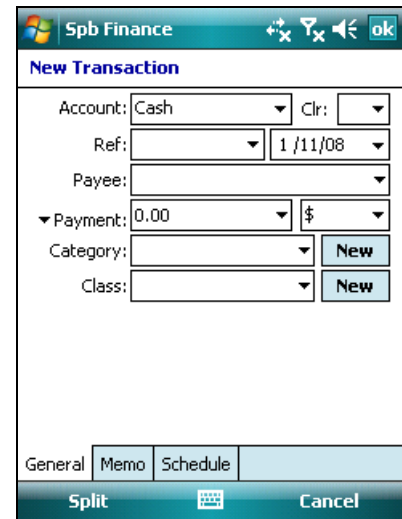 Spb Finance ok
New Transaction
Account: Cash Clr:
Ref: 1 /11/08
Payee:
Payment: 0.00 $
Category: New
Class: New
General Memo Schedule
Split Cancel